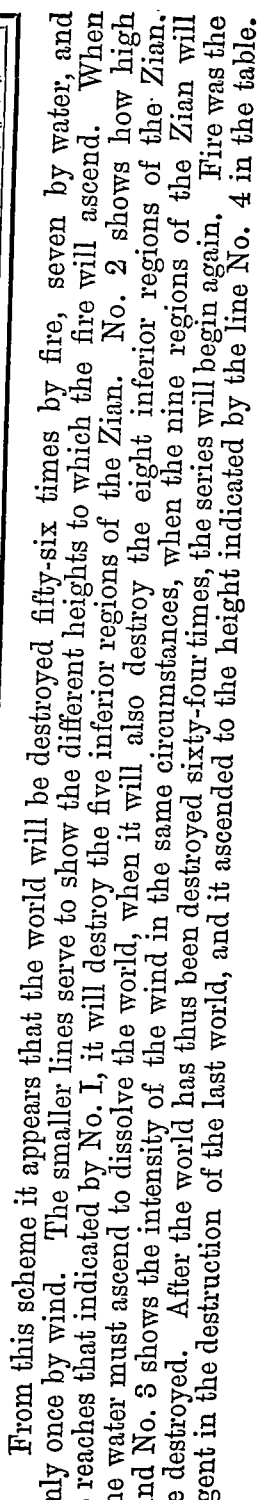 From this scheme it appears that the world will be destroyed fifty-six times by fire, seven by water, and
nly once by wind. The smaller lines serve to show the different heights to which the fire will ascend. When
reaches that indicated by No. I, it will destroy the five inferior regions of the Zian. No. 2 shows how high
he water must ascend to dissolve the world, when it will also destroy the eight inferior regions of the Zian.
nd No. 3 shows the intensity of the wind in the same circumstances, when the nine regions of the Zian will
e destroyed. After the world has thus been destroyed sixty-four times, the series will begin again. Fire was the
gent in the destruction of the last world, and it ascended to the height indicated by the line No. 4 in the table.